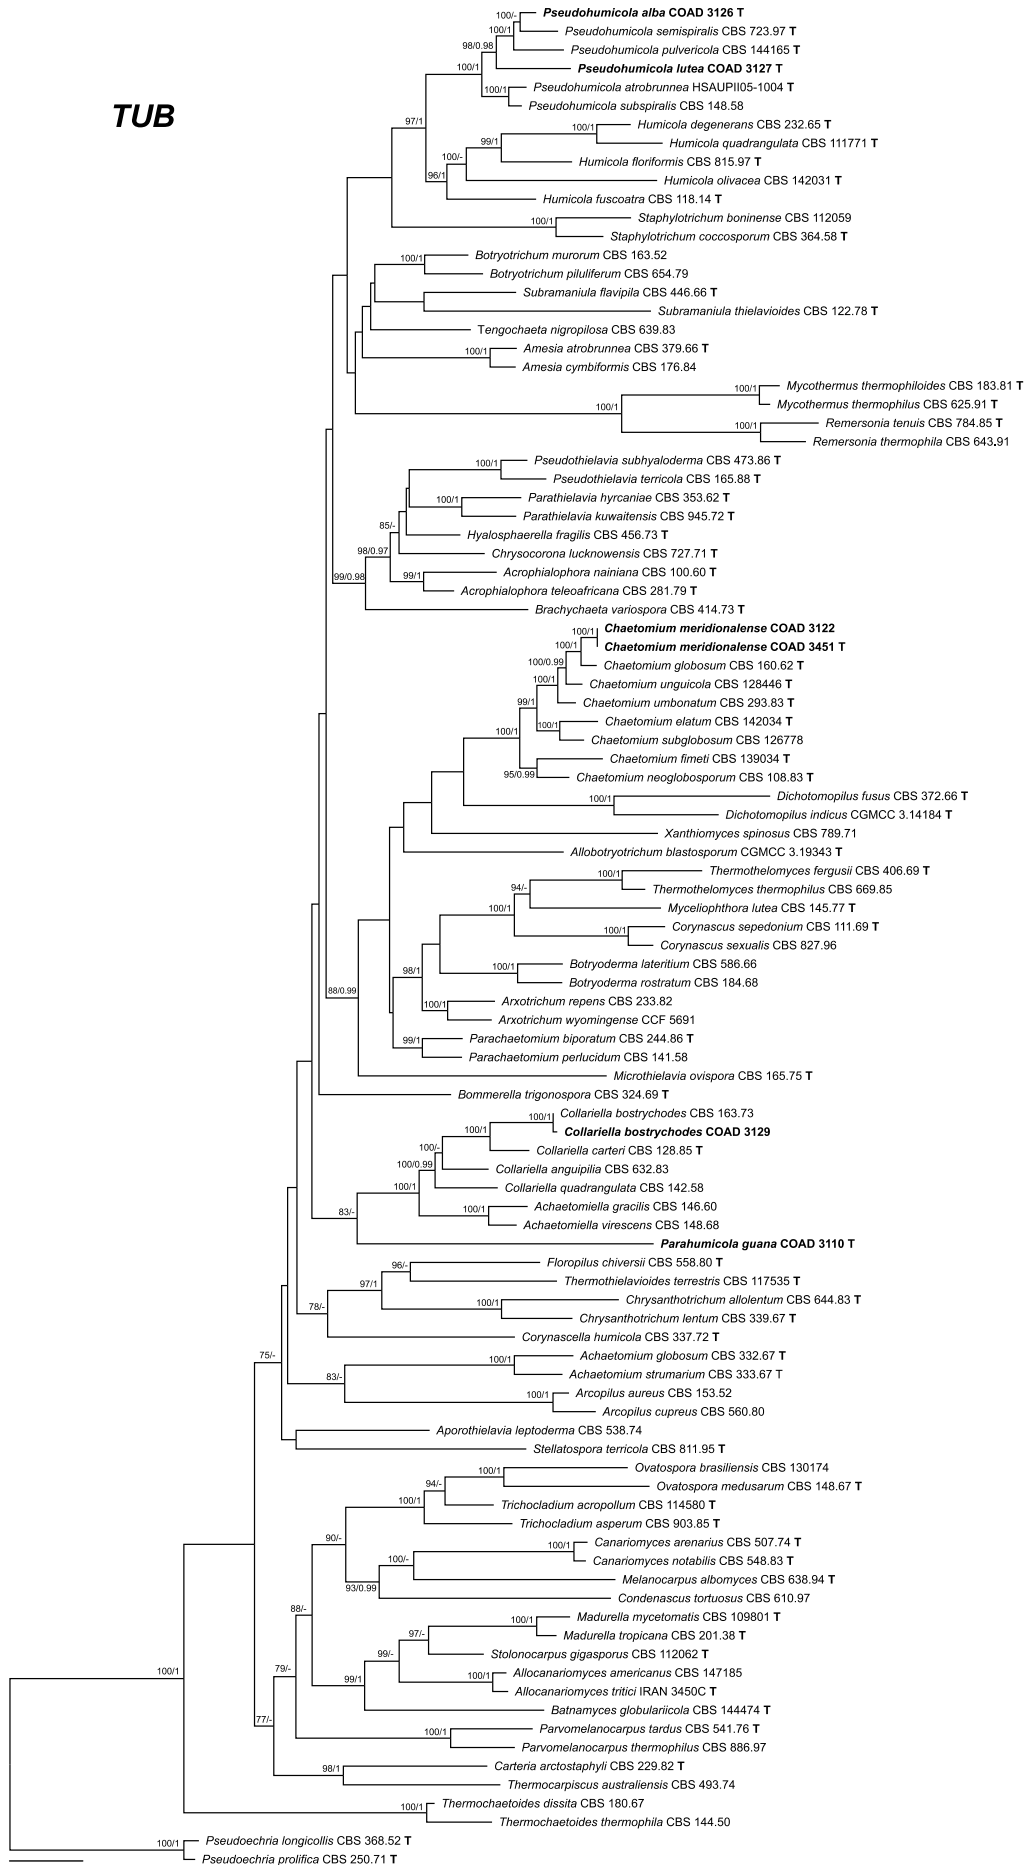 100/-
Pseudohumicola alba COAD 3126 T
100/1
Pseudohumicola semispiralis CBS 723.97 T
98/0.98
Pseudohumicola pulvericola CBS 144165 T
100/1
Pseudohumicola lutea COAD 3127 T
100/1
Pseudohumicola atrobrunnea HSAUPII05-1004 T
Pseudohumicola subspiralis CBS 148.58
TUB
97/1
100/1
Humicola degenerans CBS 232.65 T
99/1
Humicola quadrangulata CBS 111771 T
100/-
Humicola floriformis CBS 815.97 T
96/1
Humicola olivacea CBS 142031 T
Humicola fuscoatra CBS 118.14 T
100/1
Staphylotrichum boninense CBS 112059
Staphylotrichum coccosporum CBS 364.58 T
100/1
Botryotrichum murorum CBS 163.52
Botryotrichum piluliferum CBS 654.79
Subramaniula flavipila CBS 446.66 T
Subramaniula thielavioides CBS 122.78 T
Tengochaeta nigropilosa CBS 639.83
100/1
Amesia atrobrunnea CBS 379.66 T
Amesia cymbiformis CBS 176.84
100/1
Mycothermus thermophiloides CBS 183.81 T
100/1
Mycothermus thermophilus CBS 625.91 T
100/1
Remersonia tenuis CBS 784.85 T
Remersonia thermophila CBS 643.91
100/1
Pseudothielavia subhyaloderma CBS 473.86 T
Pseudothielavia terricola CBS 165.88 T
100/1
Parathielavia hyrcaniae CBS 353.62 T
Parathielavia kuwaitensis CBS 945.72 T
85/-
Hyalosphaerella fragilis CBS 456.73 T
98/0.97
Chrysocorona lucknowensis CBS 727.71 T
99/0.98
99/1
Acrophialophora nainiana CBS 100.60 T
Acrophialophora teleoafricana CBS 281.79 T
Brachychaeta variospora CBS 414.73 T
100/1
Chaetomium meridionalense COAD 3122
100/1
Chaetomium meridionalense COAD 3451 T
100/0.99
Chaetomium globosum CBS 160.62 T
100/1
Chaetomium unguicola CBS 128446 T
99/1
Chaetomium umbonatum CBS 293.83 T
100/1
100/1
Chaetomium elatum CBS 142034 T
Chaetomium subglobosum CBS 126778
Chaetomium fimeti CBS 139034 T
95/0.99
Chaetomium neoglobosporum CBS 108.83 T
100/1
Dichotomopilus fusus CBS 372.66 T
Dichotomopilus indicus CGMCC 3.14184 T
Xanthiomyces spinosus CBS 789.71
Allobotryotrichum blastosporum CGMCC 3.19343 T
100/1
Thermothelomyces fergusii CBS 406.69 T
94/-
Thermothelomyces thermophilus CBS 669.85
100/1
Myceliophthora lutea CBS 145.77 T
100/1
Corynascus sepedonium CBS 111.69 T
Corynascus sexualis CBS 827.96
98/1
100/1
Botryoderma lateritium CBS 586.66
Botryoderma rostratum CBS 184.68
88/0.99
100/1
Arxotrichum repens CBS 233.82
Arxotrichum wyomingense CCF 5691
99/1
Parachaetomium biporatum CBS 244.86 T
Parachaetomium perlucidum CBS 141.58
Microthielavia ovispora CBS 165.75 T
Bommerella trigonospora CBS 324.69 T
100/1
Collariella bostrychodes CBS 163.73
100/1
Collariella bostrychodes COAD 3129
100/-
Collariella carteri CBS 128.85 T
100/0.99
Collariella anguipilia CBS 632.83
100/1
Collariella quadrangulata CBS 142.58
83/-
100/1
Achaetomiella gracilis CBS 146.60
Achaetomiella virescens CBS 148.68
Parahumicola guana COAD 3110 T
96/-
Floropilus chiversii CBS 558.80 T
97/1
Thermothielavioides terrestris CBS 117535 T
78/-
100/1
Chrysanthotrichum allolentum CBS 644.83 T
Chrysanthotrichum lentum CBS 339.67 T
Corynascella humicola CBS 337.72 T
75/-
100/1
Achaetomium globosum CBS 332.67 T
83/-
Achaetomium strumarium CBS 333.67 T
100/1
Arcopilus aureus CBS 153.52
Arcopilus cupreus CBS 560.80
Aporothielavia leptoderma CBS 538.74
Stellatospora terricola CBS 811.95 T
100/1
Ovatospora brasiliensis CBS 130174
94/-
Ovatospora medusarum CBS 148.67 T
100/1
Trichocladium acropollum CBS 114580 T
Trichocladium asperum CBS 903.85 T
90/-
100/1
Canariomyces arenarius CBS 507.74 T
100/-
Canariomyces notabilis CBS 548.83 T
93/0.99
Melanocarpus albomyces CBS 638.94 T
Condenascus tortuosus CBS 610.97
88/-
100/1
Madurella mycetomatis CBS 109801 T
97/-
Madurella tropicana CBS 201.38 T
99/-
Stolonocarpus gigasporus CBS 112062 T
79/-
99/1
100/1
Allocanariomyces americanus CBS 147185
Allocanariomyces tritici IRAN 3450C T
100/1
Batnamyces globulariicola CBS 144474 T
77/-
100/1
Parvomelanocarpus tardus CBS 541.76 T
Parvomelanocarpus thermophilus CBS 886.97
98/1
Carteria arctostaphyli CBS 229.82 T
Thermocarpiscus australiensis CBS 493.74
100/1
Thermochaetoides dissita CBS 180.67
Thermochaetoides thermophila CBS 144.50
100/1
Pseudoechria longicollis CBS 368.52 T
Pseudoechria prolifica CBS 250.71 T